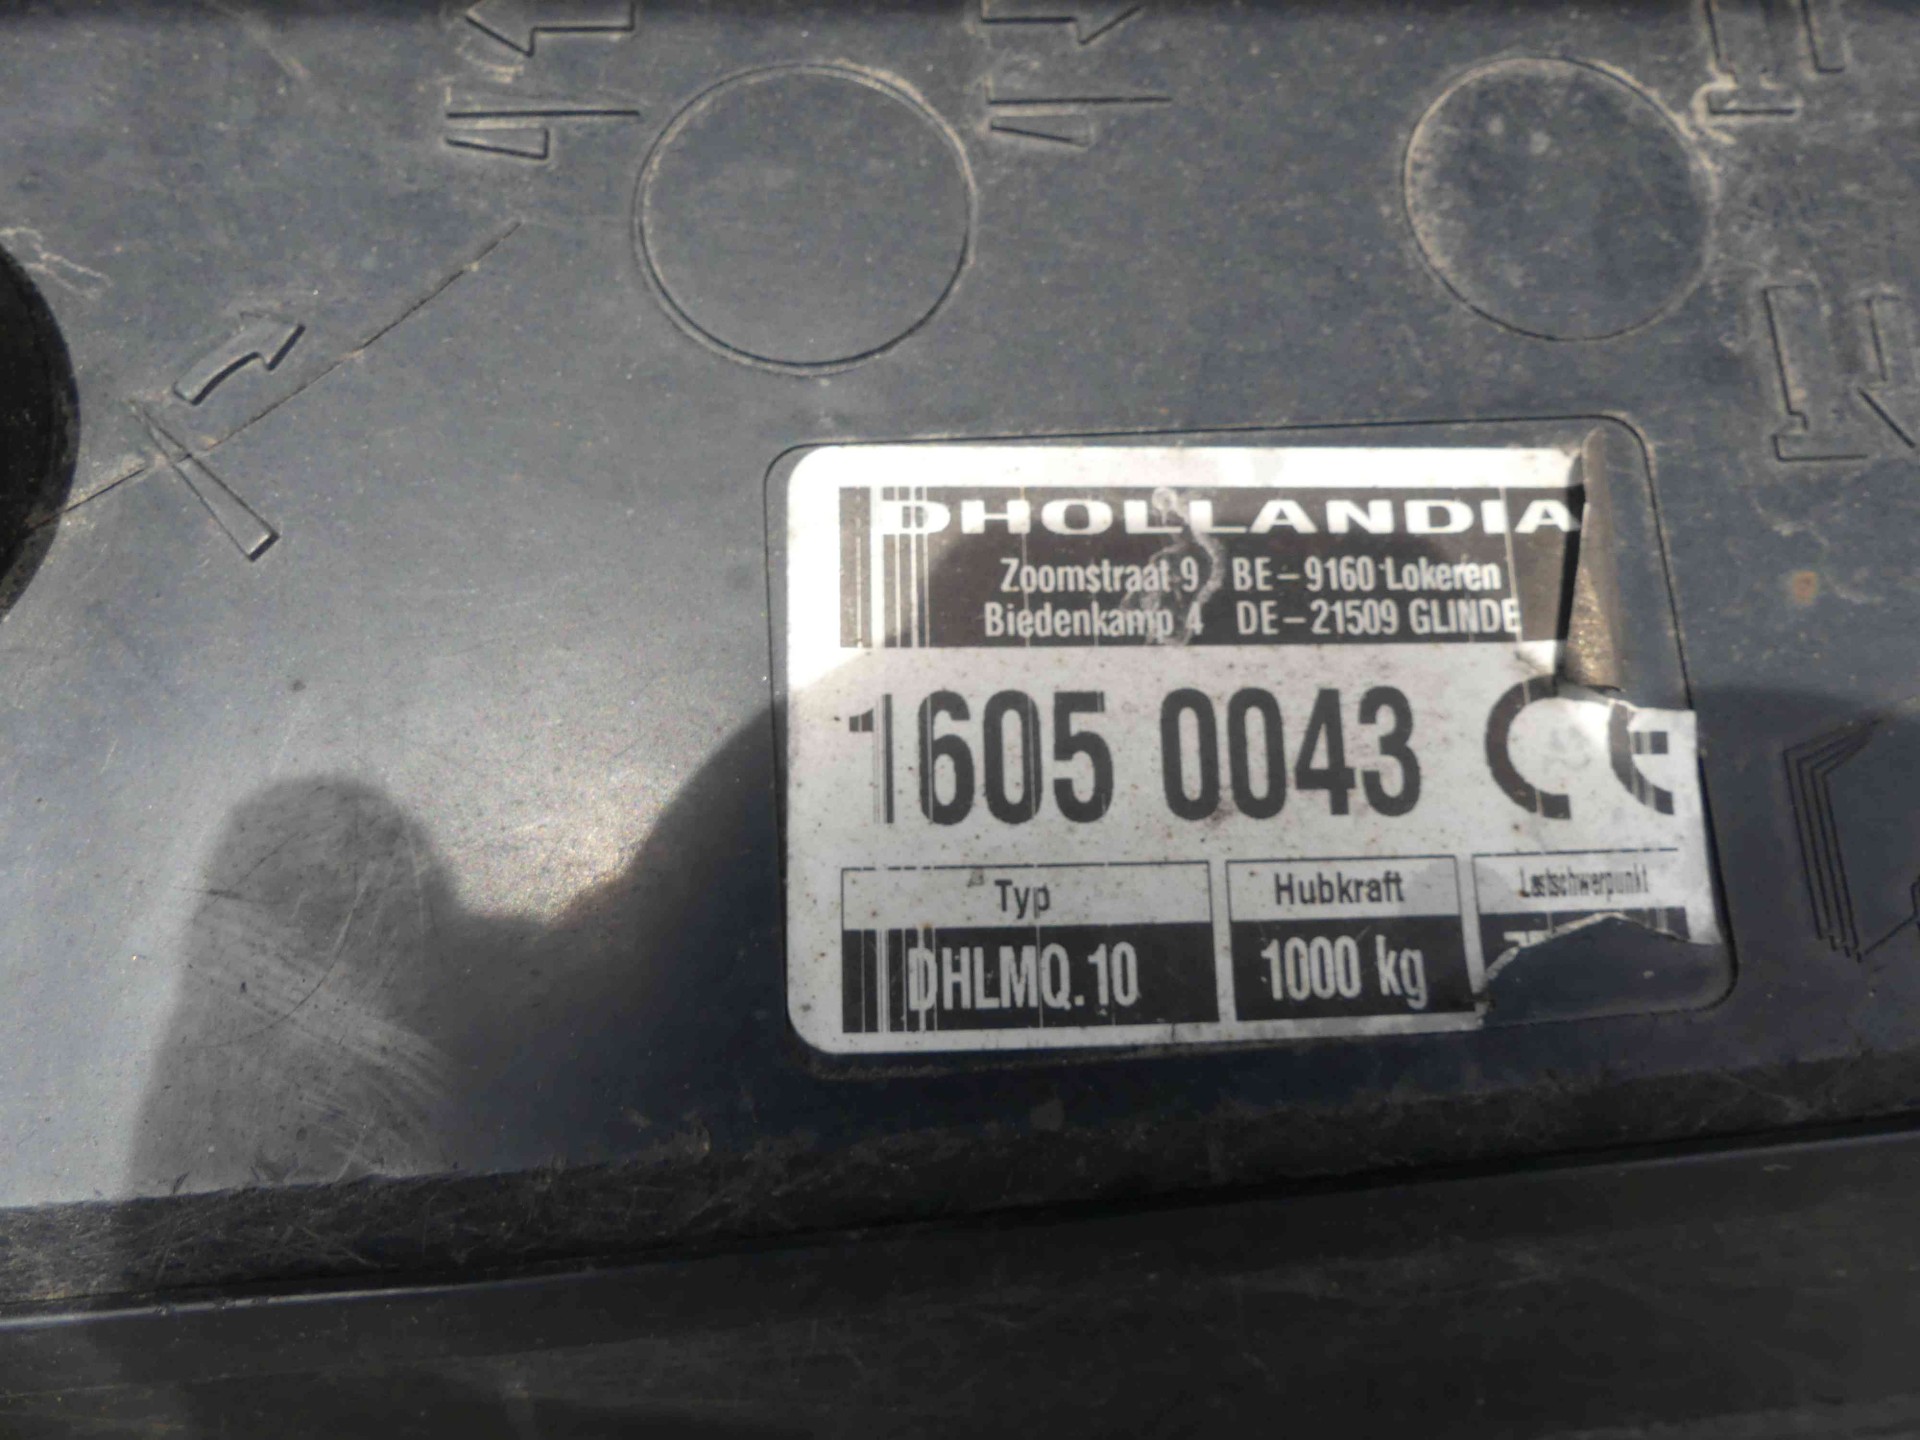 DHOLLANDIA
Zoomstraat 9 BE-9160 Lokeren
Biedenkamp 4 DE-21509 GLINDE
1605 0043 CE
Typ Hubkraft Lastschwerpunkt
DHLMQ.10 1000 kg